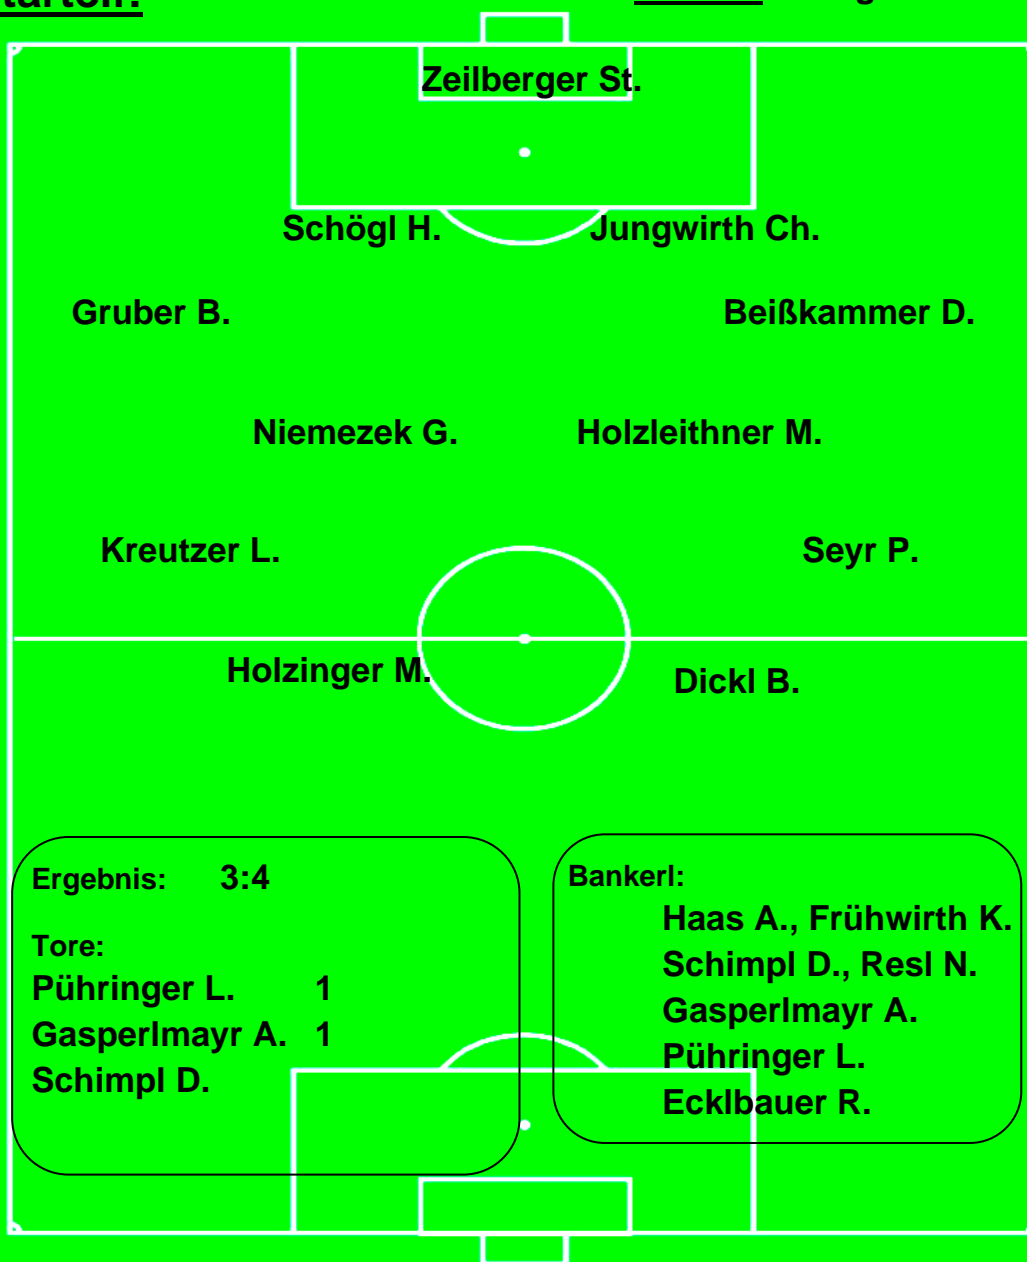 Zeilberger St.
Schögl H. Jungwirth Ch.
Gruber B. Beißkammer D.
Niemezek G. Holzleithner M.
Kreutzer L. Seyr P.
Holzinger M. Dickl B.
Ergebnis: 3:4
Tore:
Pühringer L. 1
Gasperlmayr A. 1
Schimpl D.
Bankerl:
Haas A., Frühwirth K.
Schimpl D., Resl N.
Gasperlmayr A.
Pühringer L.
Ecklbauer R.